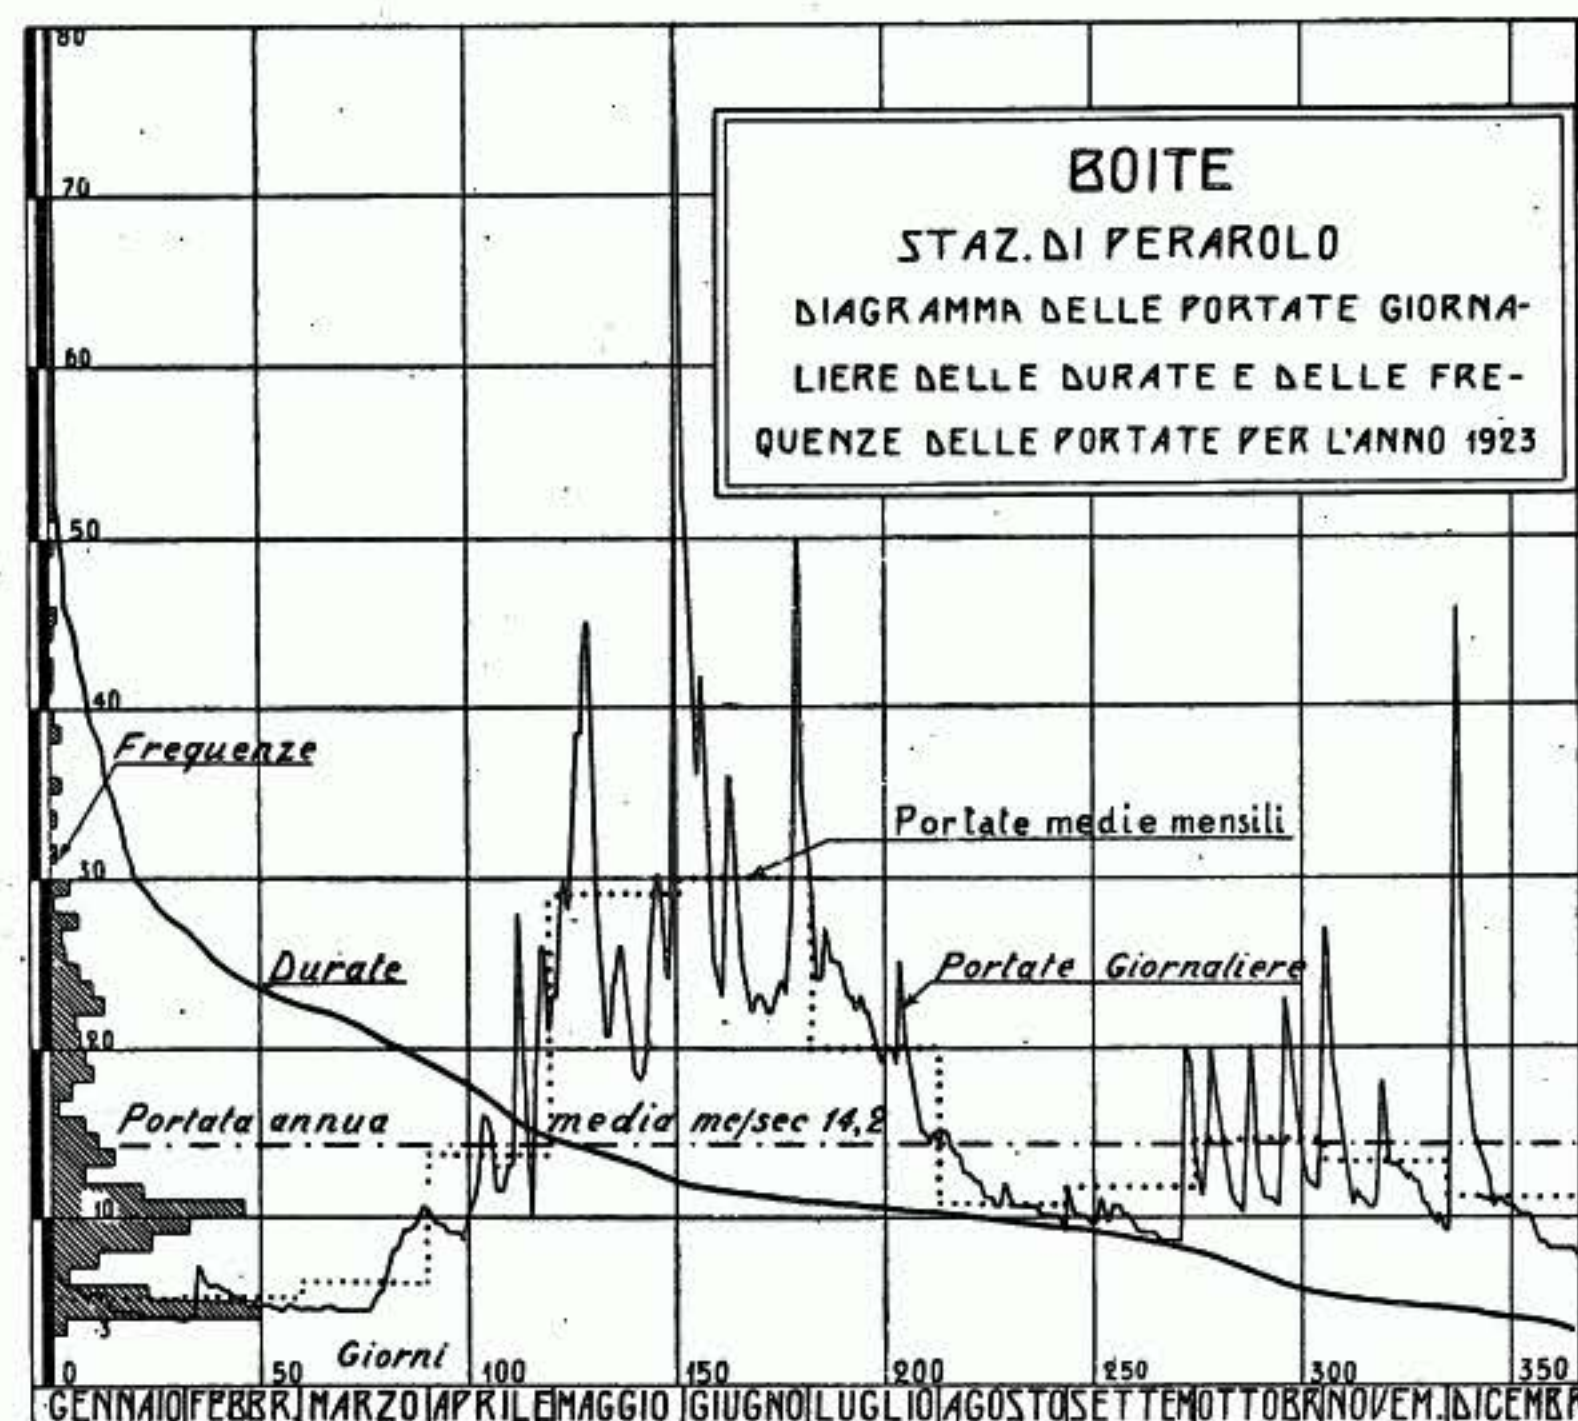 80
BOITE
STAZ. DI PERAROLO
DIAGRAMMA DELLE PORTATE GIORNA-
LIERE DELLE DURATE E DELLE FRE-
QUENZE DELLE PORTATE PER L'ANNO 1923
70
60
50
40
Frequenze
Portate medie mensili
30
Durate
Portate Giornaliere
20
Portata annua media mc/sec 14,2
10
3
Giorni
0 50 100 150 200 250 300 350
GENNAIO FEBBR. MARZO APRILE MAGGIO GIUGNO LUGLIO AGOSTO SETTEM OTTOBR NOVEM. DICEMBR